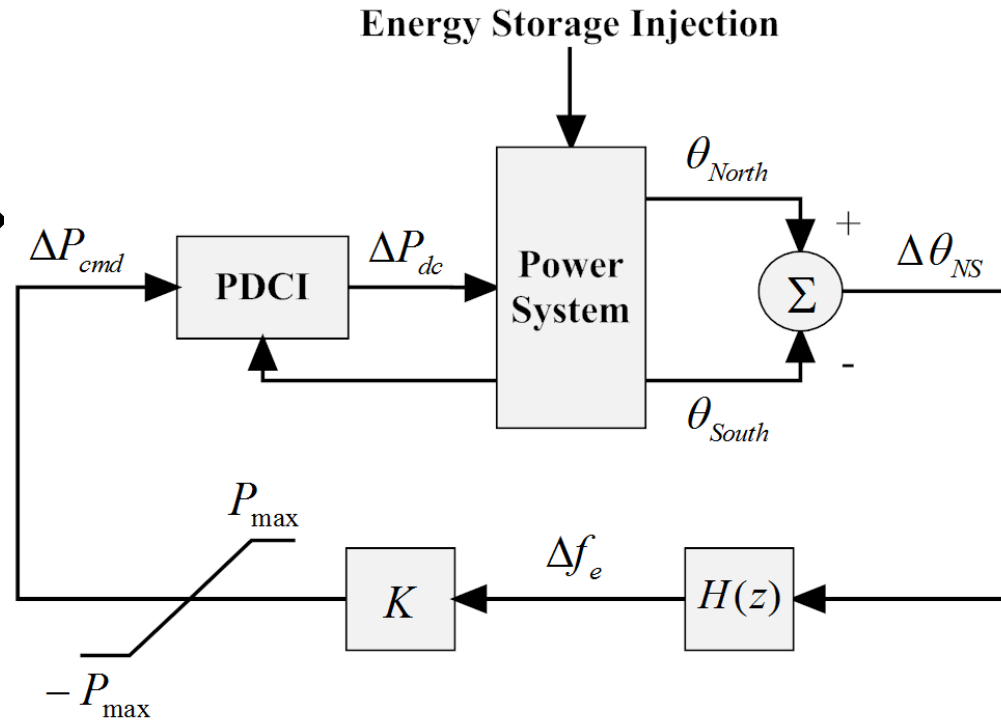 Energy Storage Injection
θNorth
+
ΔPcmd
ΔPdc
ΔθNS
PDCI
Power
System
Σ
-
θSouth
Pmax
Δfe
K
H(z)
− Pmax